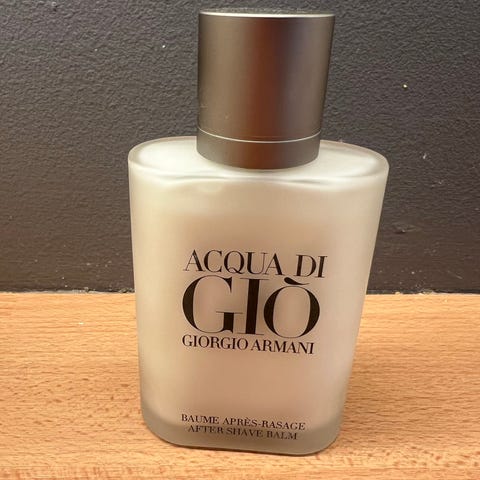 ACQUA DI
GIÒ
GIORGIO ARMANI
BAUME APRÈS-RASAGE
AFTER SHAVE BALM